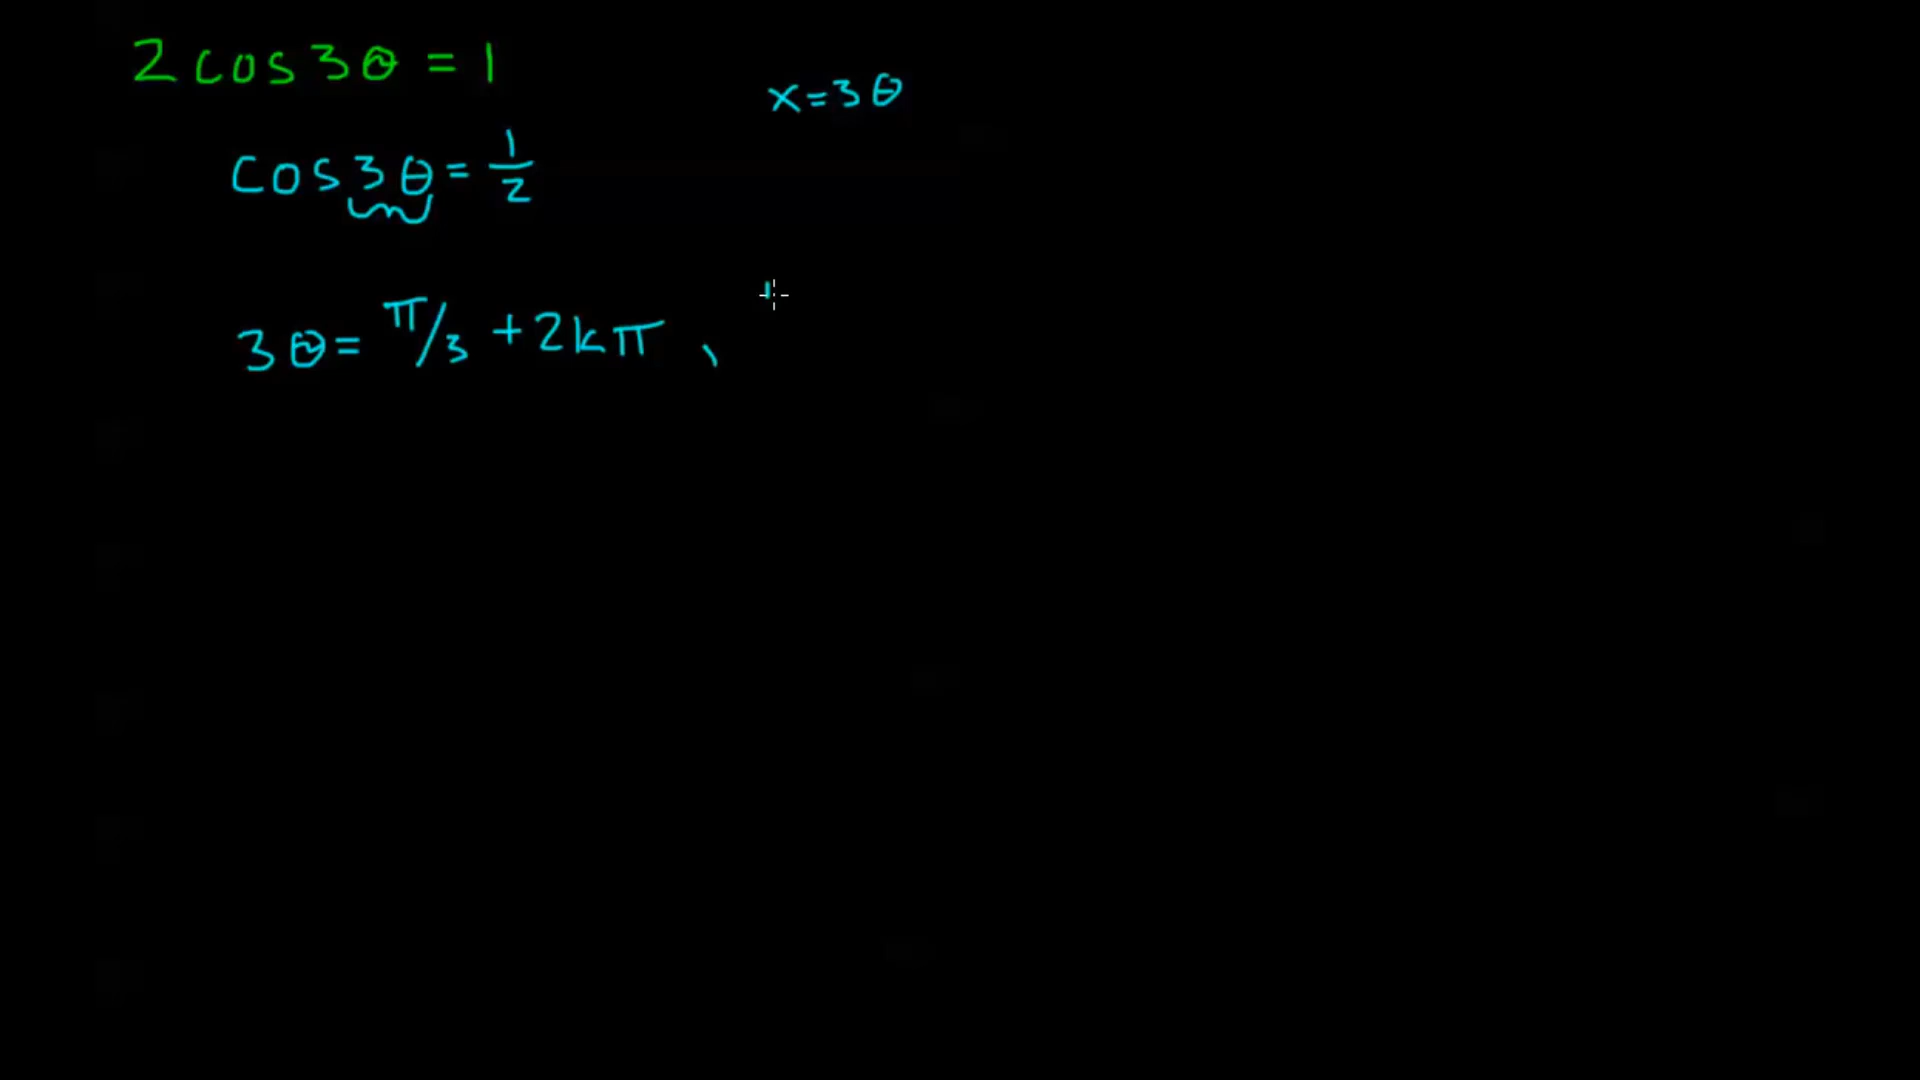 2cos3θ = 1
x=3θ
cos3θ = 1/2
3θ = π/3 + 2kπ ,